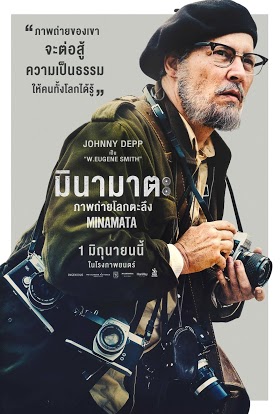 “ภาพถ่ายของเขา
จะต่อสู้
ความเป็นธรรม
ให้คนทั้งโลกได้รู้”
JOHNNY DEPP
เป็น
"W.EUGENE SMITH"
มินามาตะ
ภาพถ่ายโลกตะลึง
MINAMATA
1 มิถุนายนนี้
ในโรงภาพยนตร์